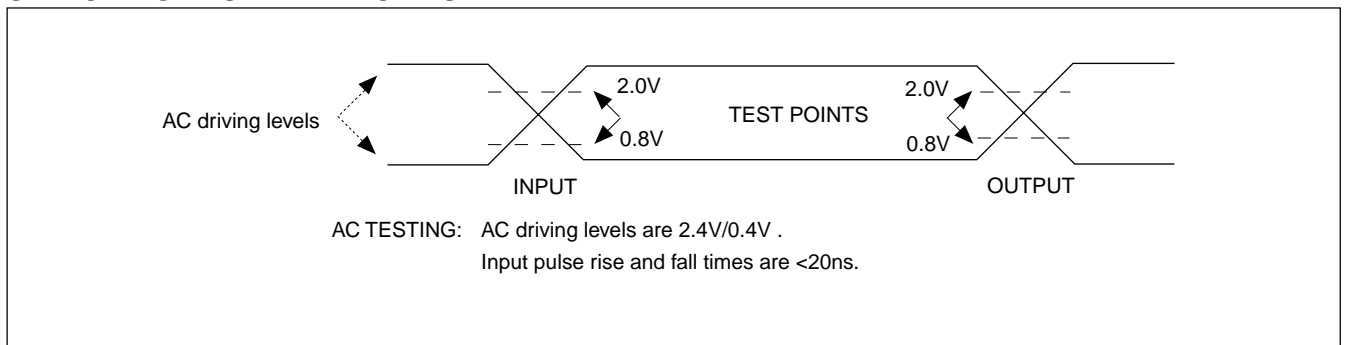 2.0V
2.0V
AC driving levels
TEST POINTS
0.8V
0.8V
INPUT
OUTPUT
AC TESTING: AC driving levels are 2.4V/0.4V .
Input pulse rise and fall times are <20ns.